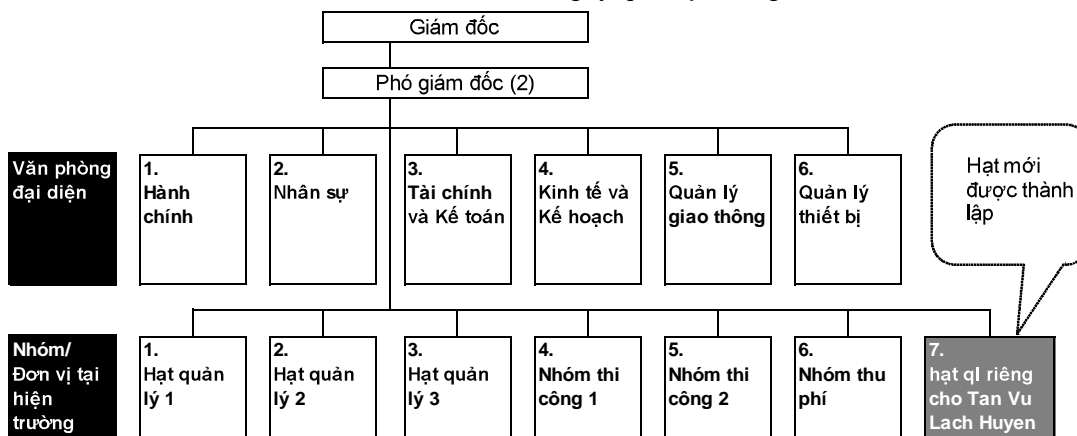 Giám đốc
Phó giám đốc (2)
Văn phòng
đại diện
1.
Hành
chính
2.
Nhân sự
3.
Tài chính
và Kế toán
4.
Kinh tế và
Kế hoạch
5.
Quản lý
giao thông
6.
Quản lý
thiết bị
Hạt mới
được thành
lập
Nhóm/
Đơn vị tại
hiện
trường
1.
Hạt quản
lý 1
2.
Hạt quản
lý 2
3.
Hạt quản
lý 3
4.
Nhóm thi
công 1
5.
Nhóm thi
công 2
6.
Nhóm thu
phí
7.
hạt ql riêng
cho Tan Vu
Lach Huyen